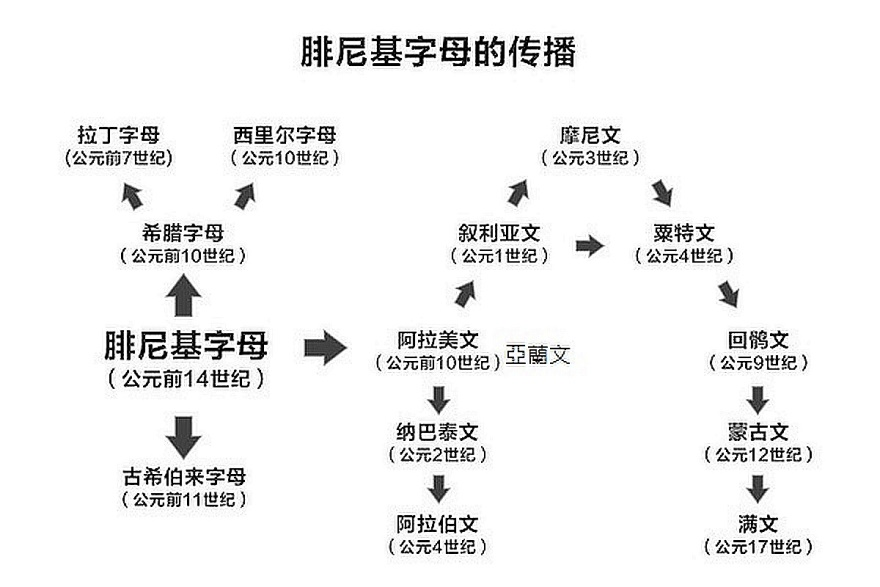 腓尼基字母的传播
拉丁字母
(公元前7世纪)
西里尔字母
(公元10世纪)
摩尼文
(公元3世纪)
希腊字母
(公元前10世纪)
叙利亚文
(公元1世纪)
粟特文
(公元4世纪)
腓尼基字母
(公元前14世纪)
阿拉美文
(公元前10世纪)
亞蘭文
回鹘文
(公元9世纪)
纳巴泰文
(公元2世纪)
蒙古文
(公元12世纪)
古希伯来字母
(公元前11世纪)
阿拉伯文
(公元4世纪)
满文
(公元17世纪)